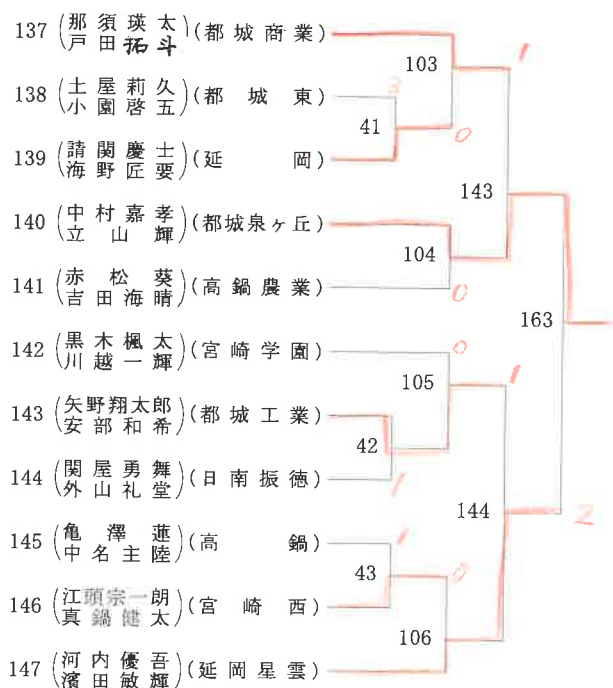 137 (那須瑛太 戸田拓斗) (都城商業)
138 (土屋莉久 小園啓五) (都城東)
139 (請関慶士 海野匠要) (延岡)
140 (中村嘉孝 立山輝) (都城泉ヶ丘)
141 (赤松葵 吉田海晴) (高鍋農業)
142 (黒木楓太 川越一輝) (宮崎学園)
143 (矢野翔太郎 安部和希) (都城工業)
144 (関屋勇舞 外山礼堂) (日南振徳)
145 (亀澤蓮 中名主陸) (高鍋)
146 (江頭宗一朗 真鍋健太) (宮崎西)
147 (河内優吾 濱田敏輝) (延岡星雲)
103 1
41 0
143
104 0
163
0
105 1
42 1
144 2
1
43
106